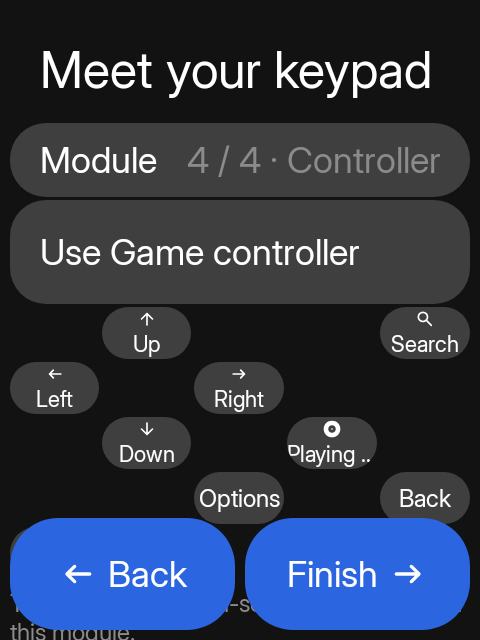 Meet your keypad
Module 4 / 4 · Controller
Use Game controller
Up
Search
Left
Right
Down
Playing ..
Options
Back
Back
Finish
this module.